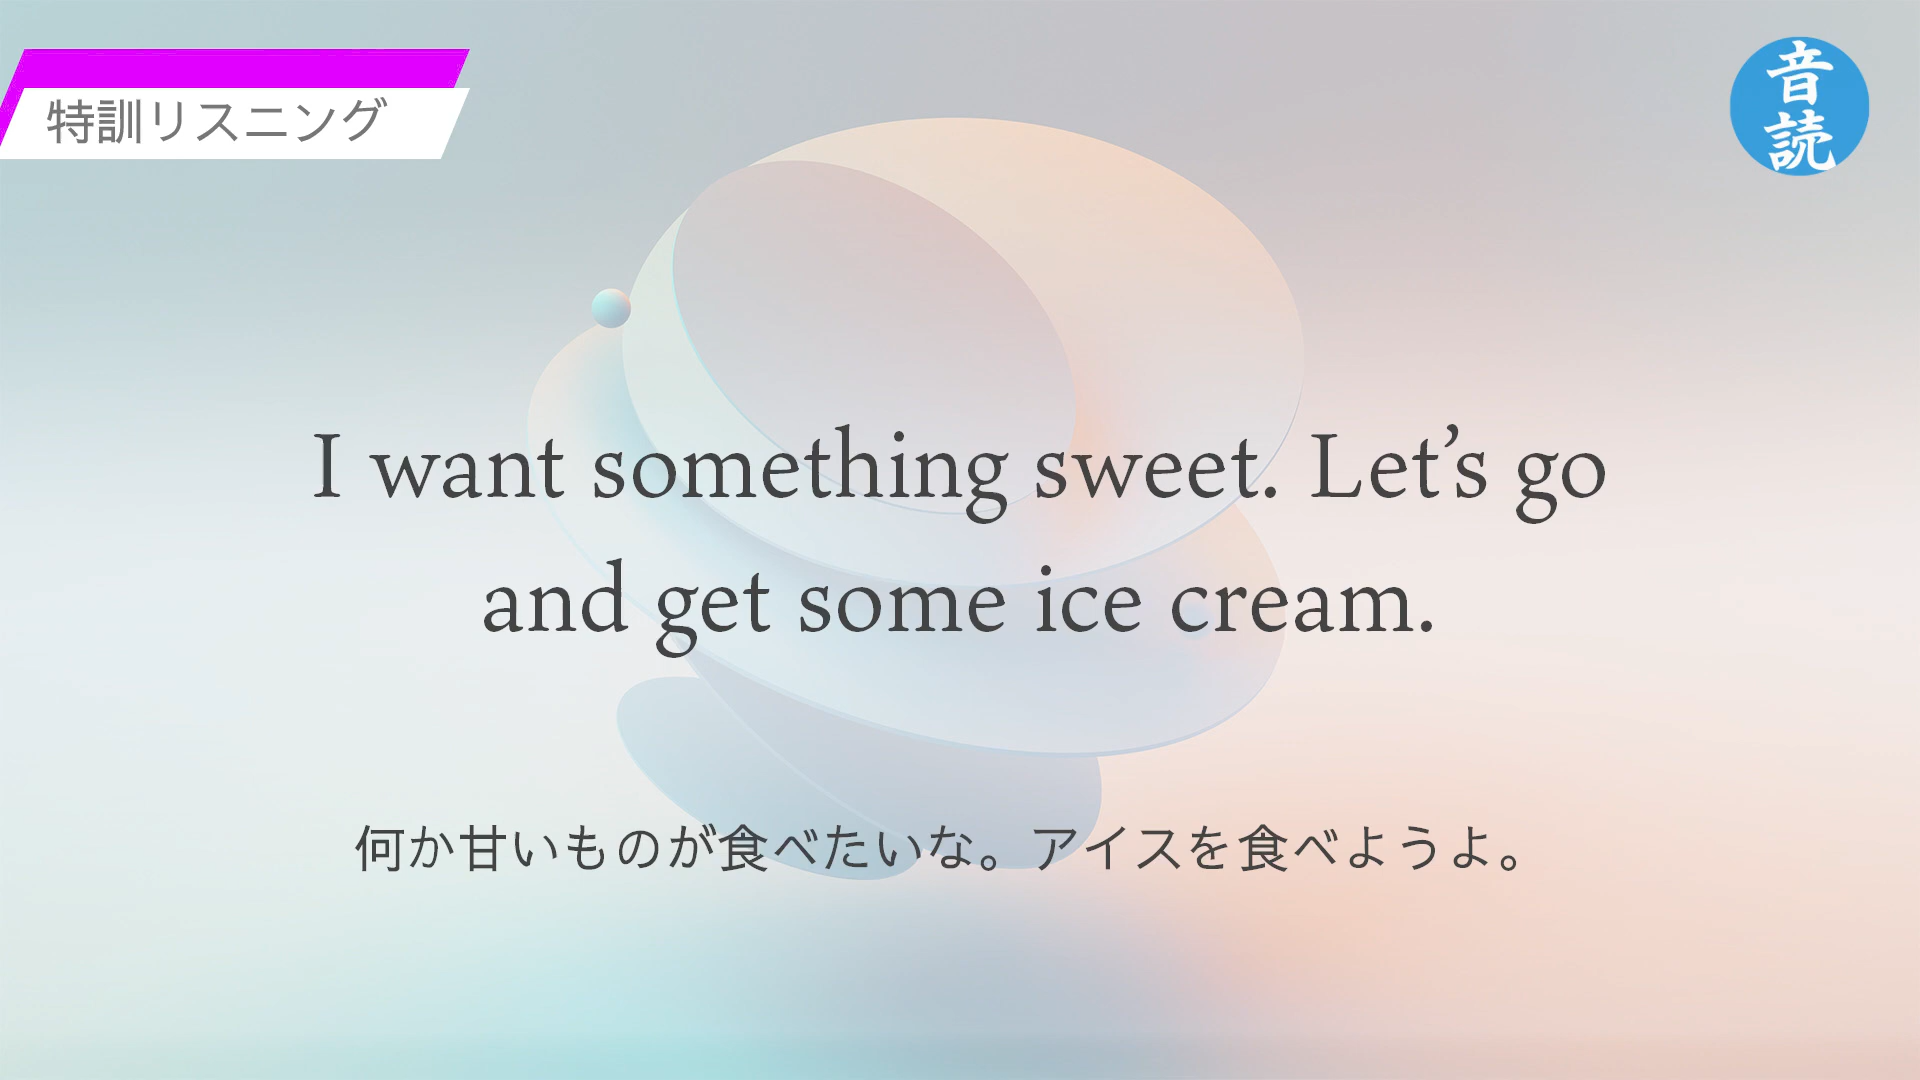 特訓リスニング
音
読
I want something sweet. Let’s go
and get some ice cream.
何か甘いものが食べたいな。アイスを食べようよ。